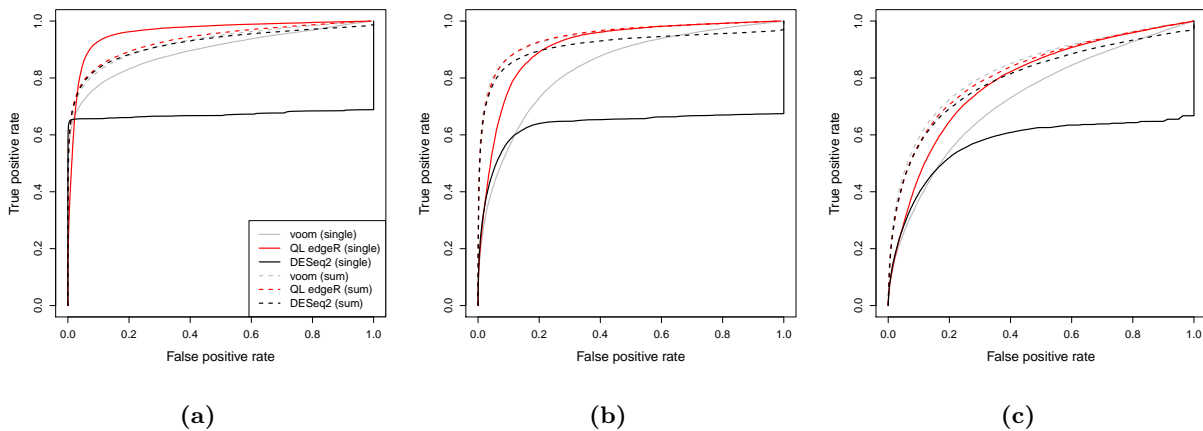 True positive rate
0.0 0.2 0.4 0.6 0.8 1.0
voom (single)
QL edgeR (single)
DESeq2 (single)
voom (sum)
QL edgeR (sum)
DESeq2 (sum)
0.0 0.2 0.4 0.6 0.8 1.0
False positive rate
(a)
True positive rate
0.0 0.2 0.4 0.6 0.8 1.0
0.0 0.2 0.4 0.6 0.8 1.0
False positive rate
(b)
True positive rate
0.0 0.2 0.4 0.6 0.8 1.0
0.0 0.2 0.4 0.6 0.8 1.0
False positive rate
(c)